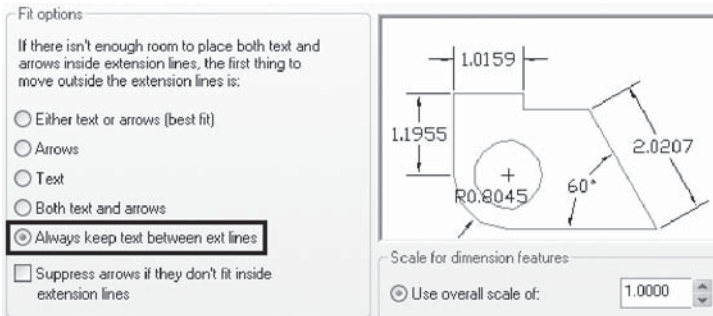 Fit options
If there isn't enough room to place both text and
arrows inside extension lines, the first thing to
move outside the extension lines is:
Either text or arrows (best fit)
Arrows
Text
Both text and arrows
Always keep text between ext lines
Suppress arrows if they don't fit inside
extension lines
1.0159
1.1955
2.0207
R0.8045
60°
Scale for dimension features
Use overall scale of:
1.0000